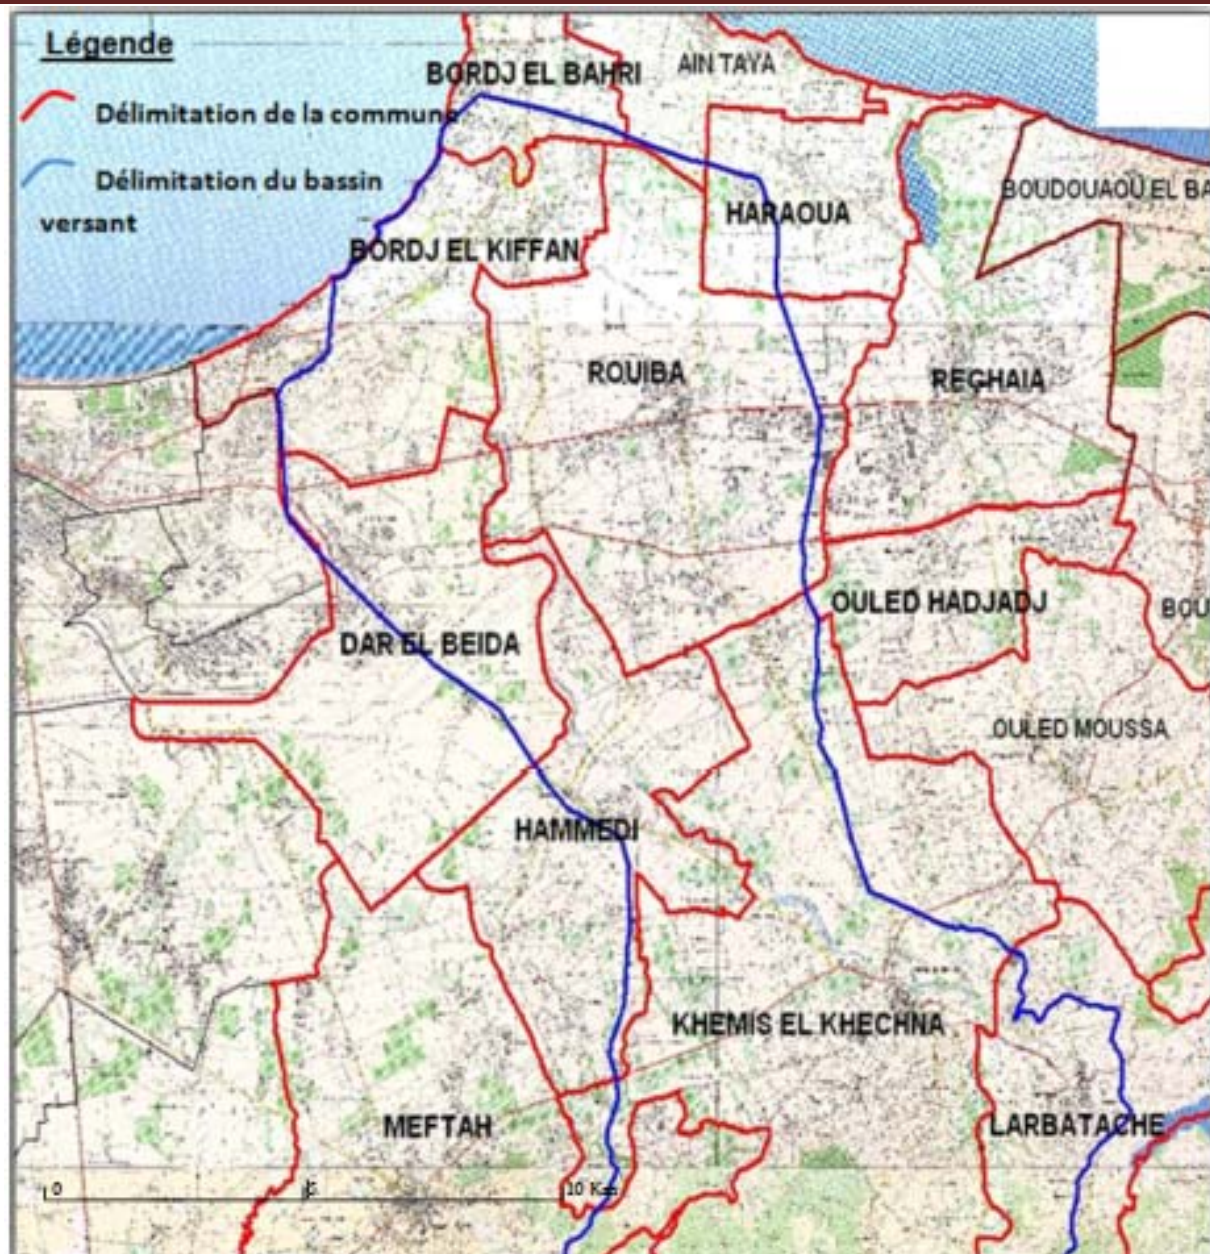 Légende
Délimitation de la commune
Délimitation du bassin
versant
BORDJ EL BAHRI
AIN TAYA
BOUDOUAOU EL BA
HARAOUA
BORDJ EL KIFFAN
ROUIBA
REGHAIA
OULED HADJADJ
BOU
DAR EL BEIDA
OULED MOUSSA
HAMMEDI
KHEMIS EL KHECHNA
MEFTAH
LARBATACHE
0 5 10 Km